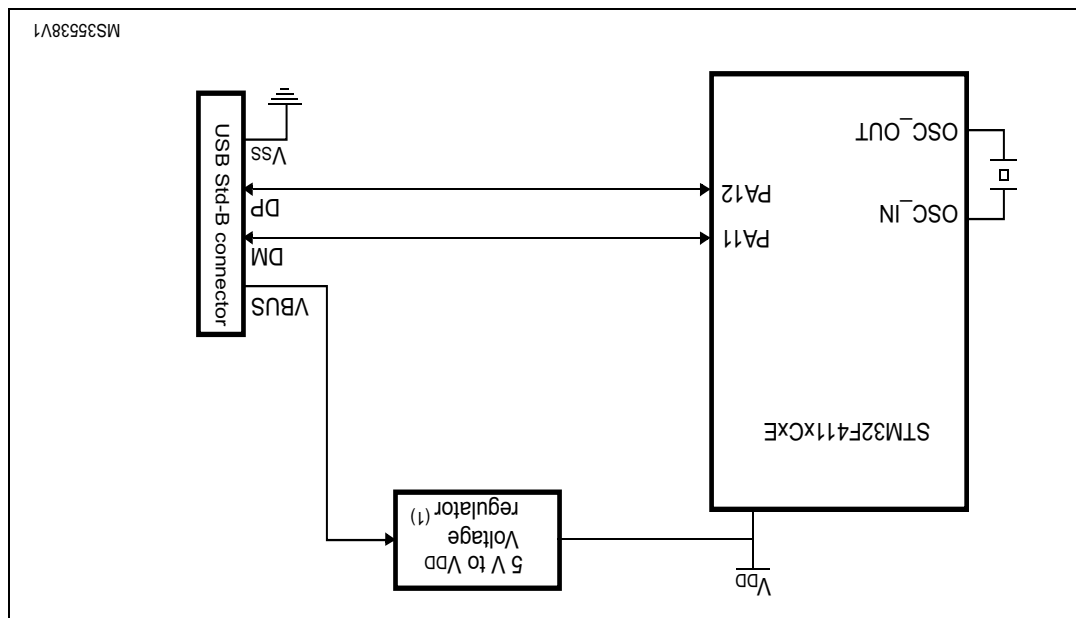 VDD
5 V to VDD
Voltage
regulator (1)
STM32F411xCxE
VBUS
DM
PA11
OSC_IN
DP
PA12
VSS
OSC_OUT
USB Std-B connector
MS35538V1